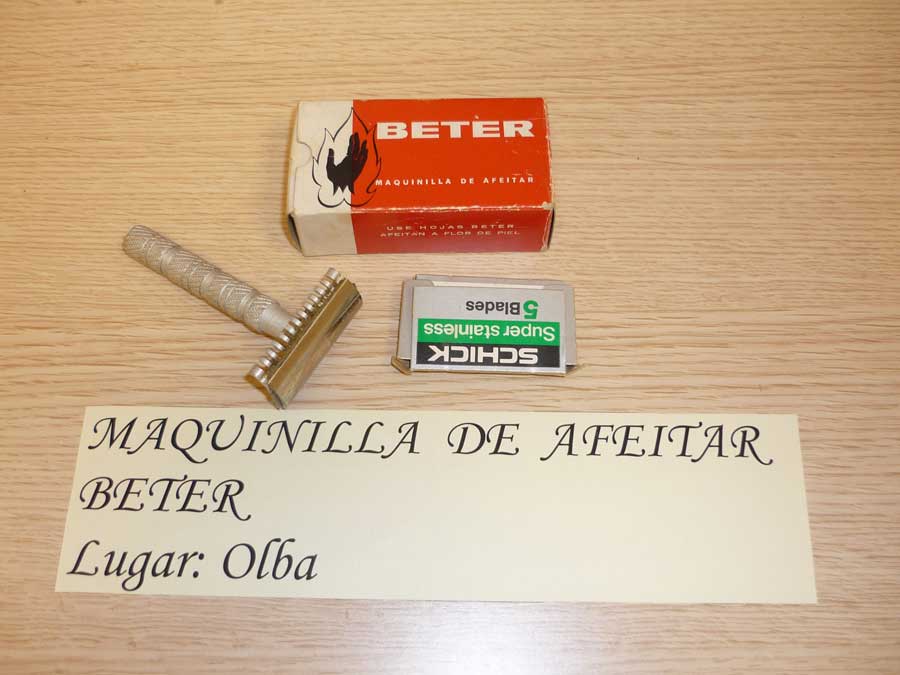 BETER
MAQUINILLA DE AFEITAR
USE HOJAS BETER
AFEITAN A FLOR DE PIEL
SCHICK
Super stainless
5 Blades
MAQUINILLA DE AFEITAR
BETER
Lugar: Olba